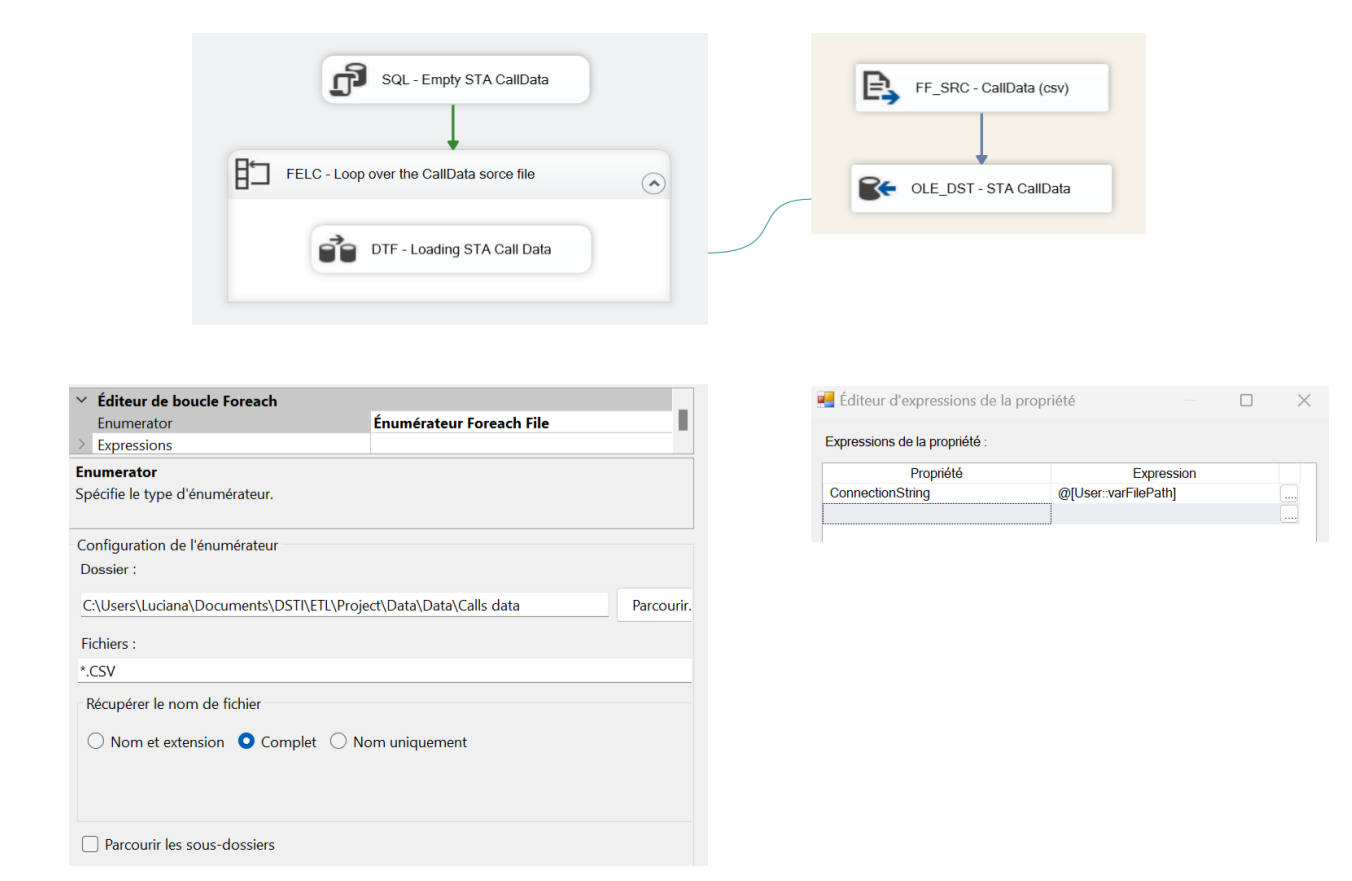 SQL - Empty STA CallData
FELC - Loop over the CallData sorce file
DTF - Loading STA Call Data
FF_SRC - CallData (csv)
OLE_DST - STA CallData
Éditeur de boucle Foreach
Enumerator Énumérateur Foreach File
Expressions
Enumerator
Spécifie le type d'énumérateur.
Configuration de l'énumérateur
Dossier :
C:\Users\Luciana\Documents\DSTI\ETL\Project\Data\Data\Calls data Parcourir.
Fichiers :
*.CSV
Récupérer le nom de fichier
Nom et extension Complet Nom uniquement
Parcourir les sous-dossiers
Éditeur d'expressions de la propriété
Expressions de la propriété :
Propriété Expression
ConnectionString @[User::varFilePath] ....
....